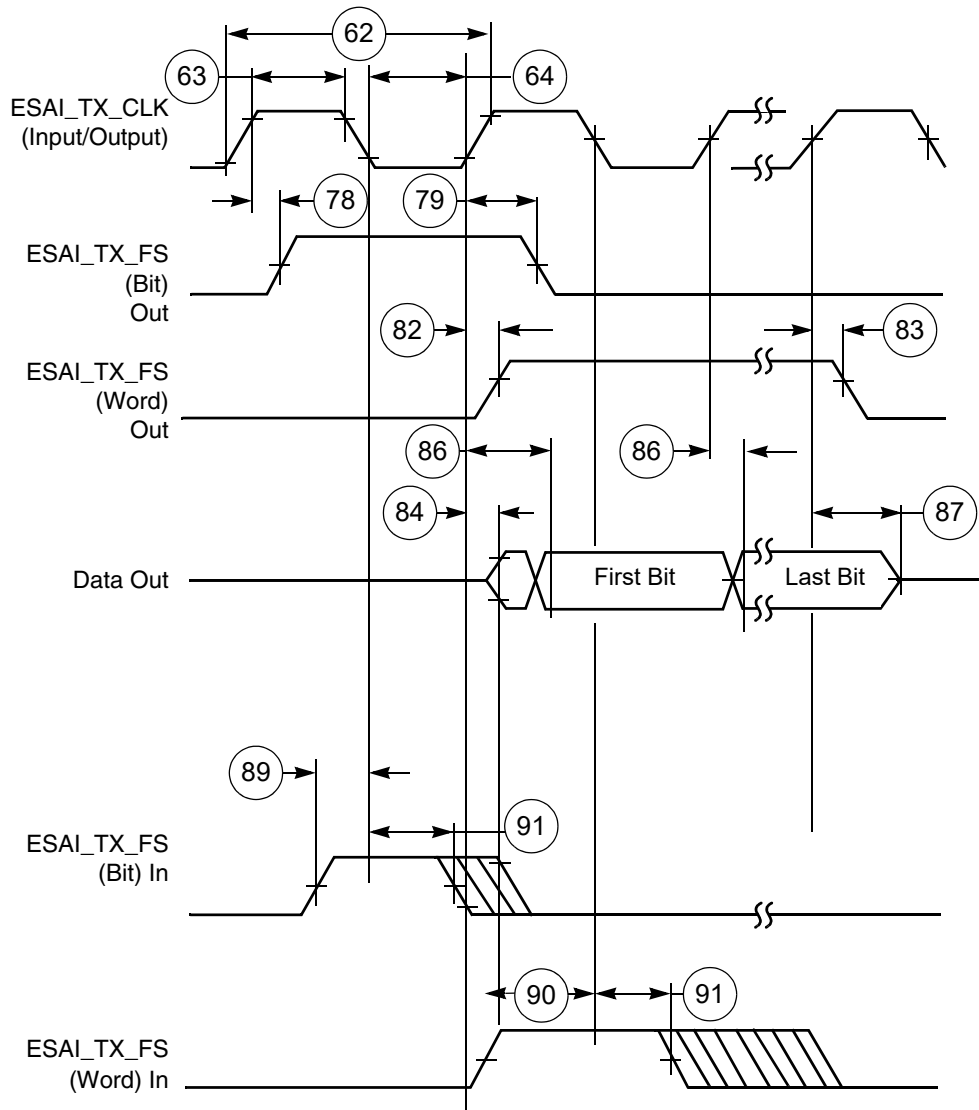 62
63
64
ESAI_TX_CLK
(Input/Output)
78
79
ESAI_TX_FS
(Bit)
Out
82
83
ESAI_TX_FS
(Word)
Out
86
86
84
87
Data Out
First Bit
Last Bit
89
91
ESAI_TX_FS
(Bit) In
90
91
ESAI_TX_FS
(Word) In